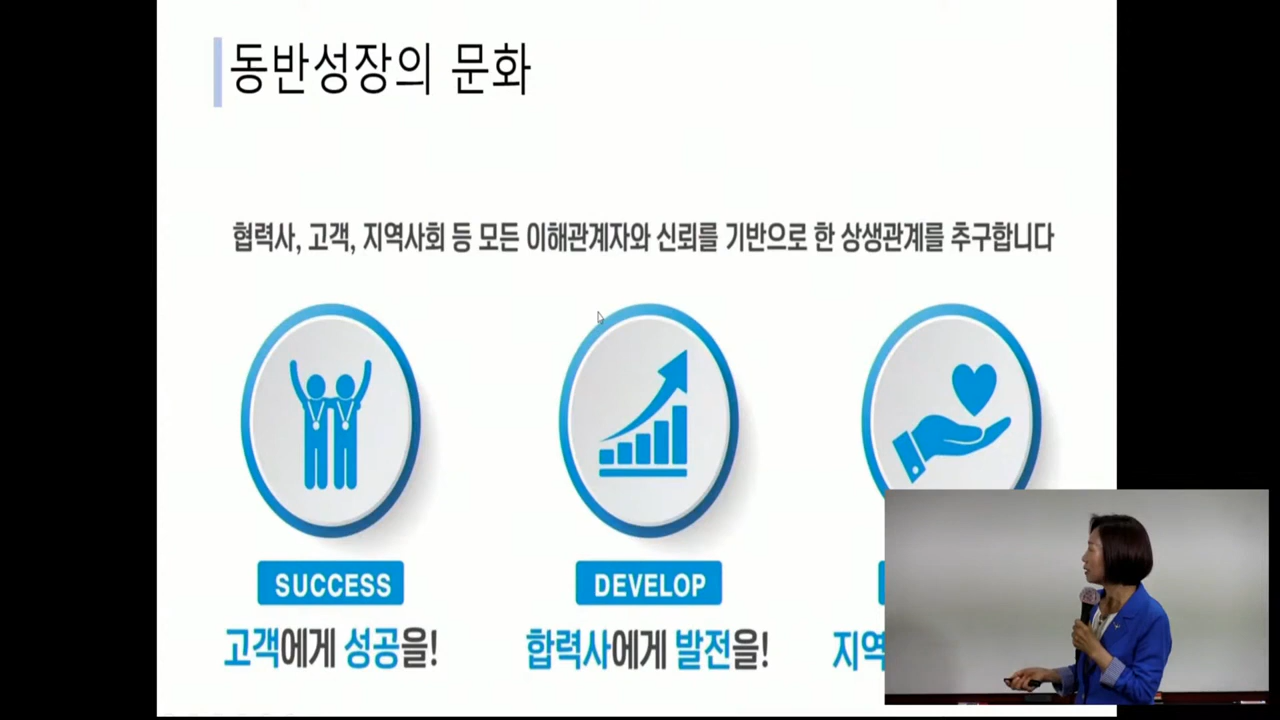 동반성장의 문화
협력사, 고객, 지역사회 등 모든 이해관계자와 신뢰를 기반으로 한 상생관계를 추구합니다
SUCCESS
DEVELOP
고객에게 성공을!
합력사에게 발전을!
지역